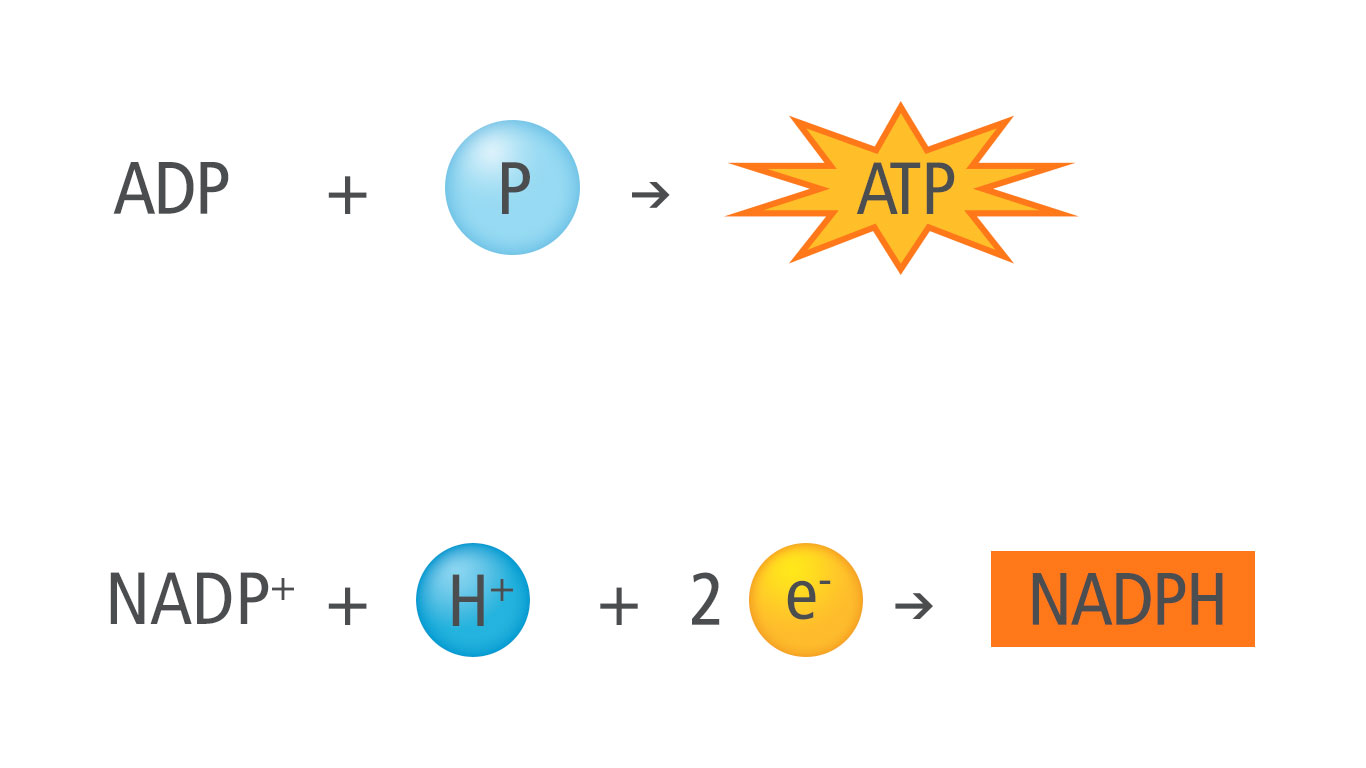 ADP + P → ATP
NADP⁺ + H⁺ + 2 e⁻ → NADPH